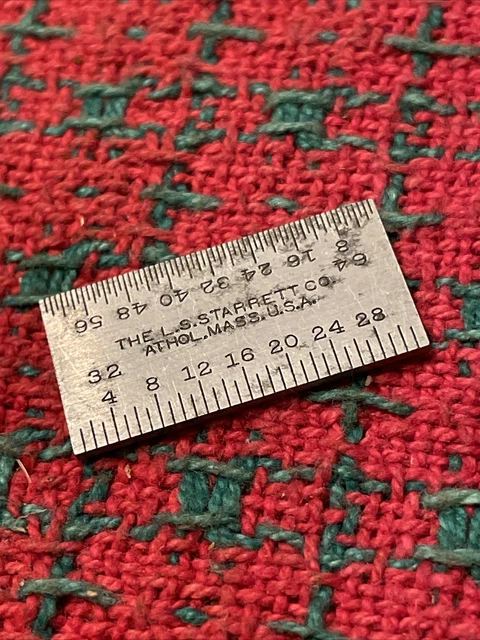 8 16 24 32 40 48 56
64
THE L.S. STARRETT CO.
ATHOL, MASS. U.S.A.
32
4 8 12 16 20 24 28